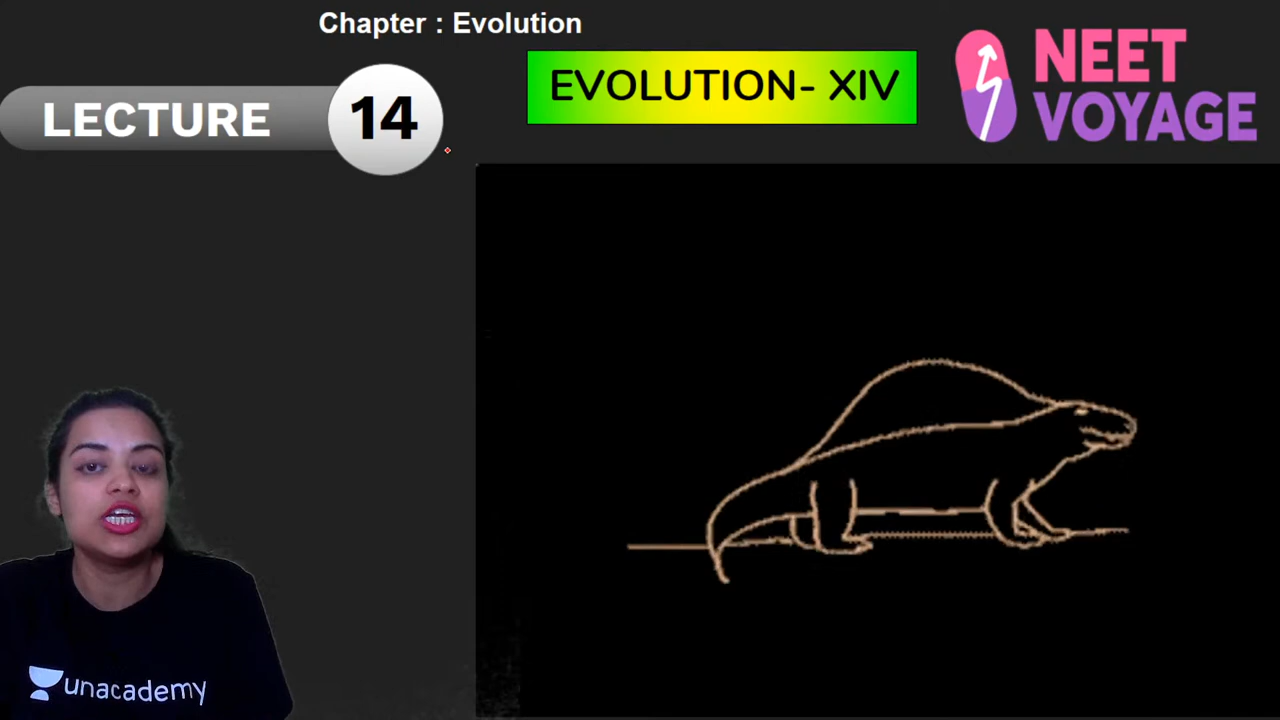 Chapter : Evolution
EVOLUTION- XIV
NEET
VOYAGE
LECTURE
14
unacademy